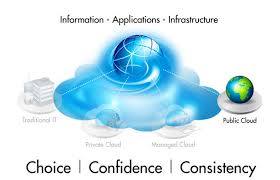 Information • Applications • Infrastructure
Traditional IT
Public Cloud
Private Cloud
Managed Cloud
Choice | Confidence | Consistency